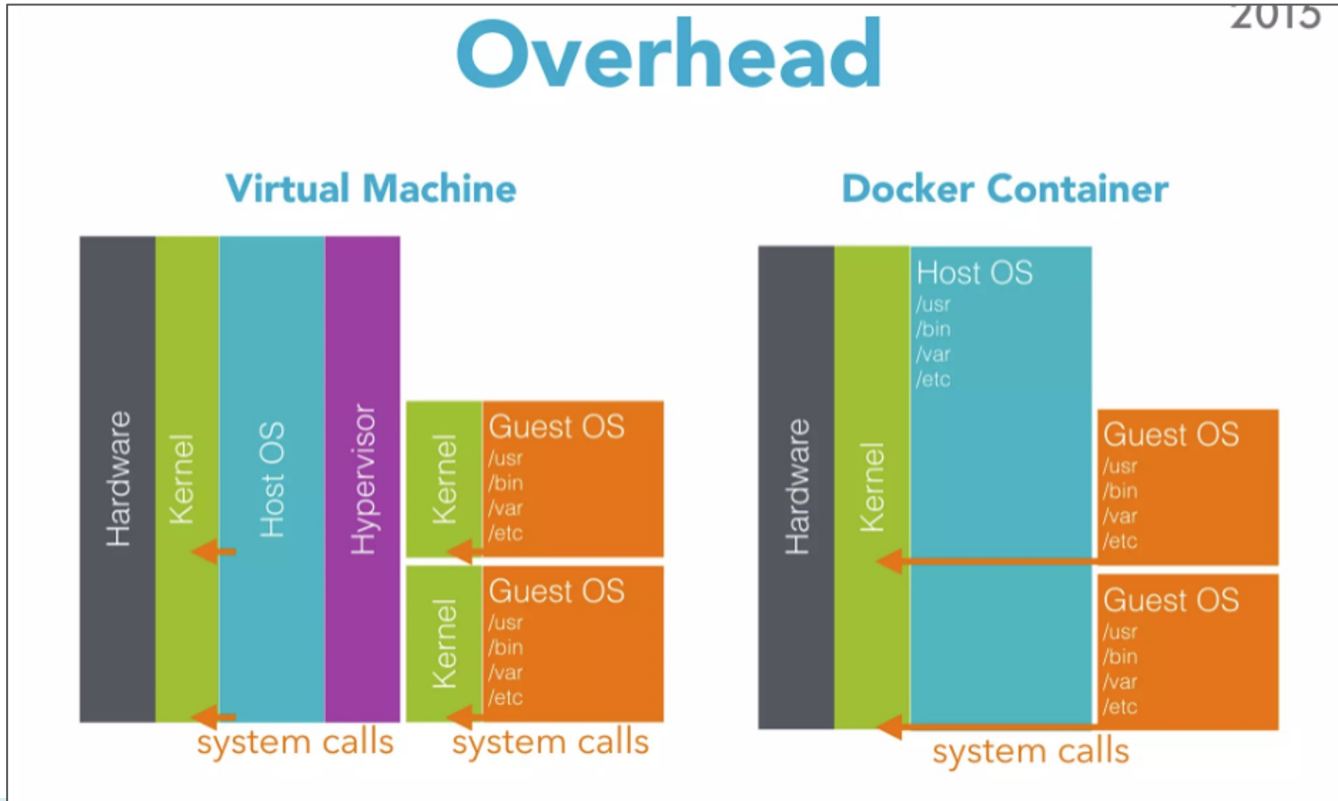 2015
Overhead
Virtual Machine
Hardware
Kernel
Host OS
Hypervisor
Kernel
Guest OS
/usr
/bin
/var
/etc
Kernel
Guest OS
/usr
/bin
/var
/etc
system calls
system calls
Docker Container
Hardware
Kernel
Host OS
/usr
/bin
/var
/etc
Guest OS
/usr
/bin
/var
/etc
Guest OS
/usr
/bin
/var
/etc
system calls